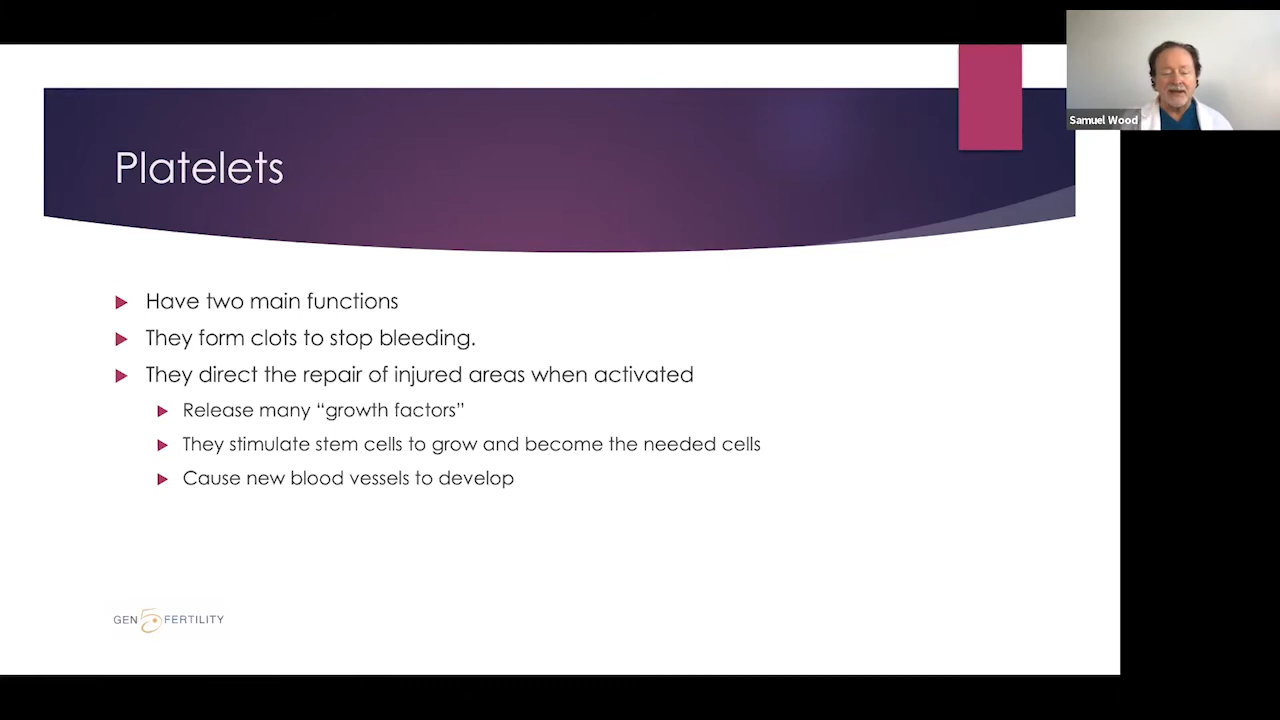 Platelets
Have two main functions
They form clots to stop bleeding.
They direct the repair of injured areas when activated
Release many “growth factors”
They stimulate stem cells to grow and become the needed cells
Cause new blood vessels to develop
GEN 5 FERTILITY
Samuel Wood